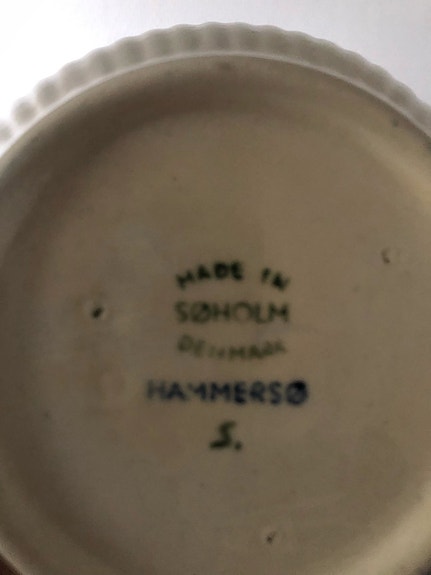 MADE IN
SØHOLM
DENMARK
HAMMERSØ
S.